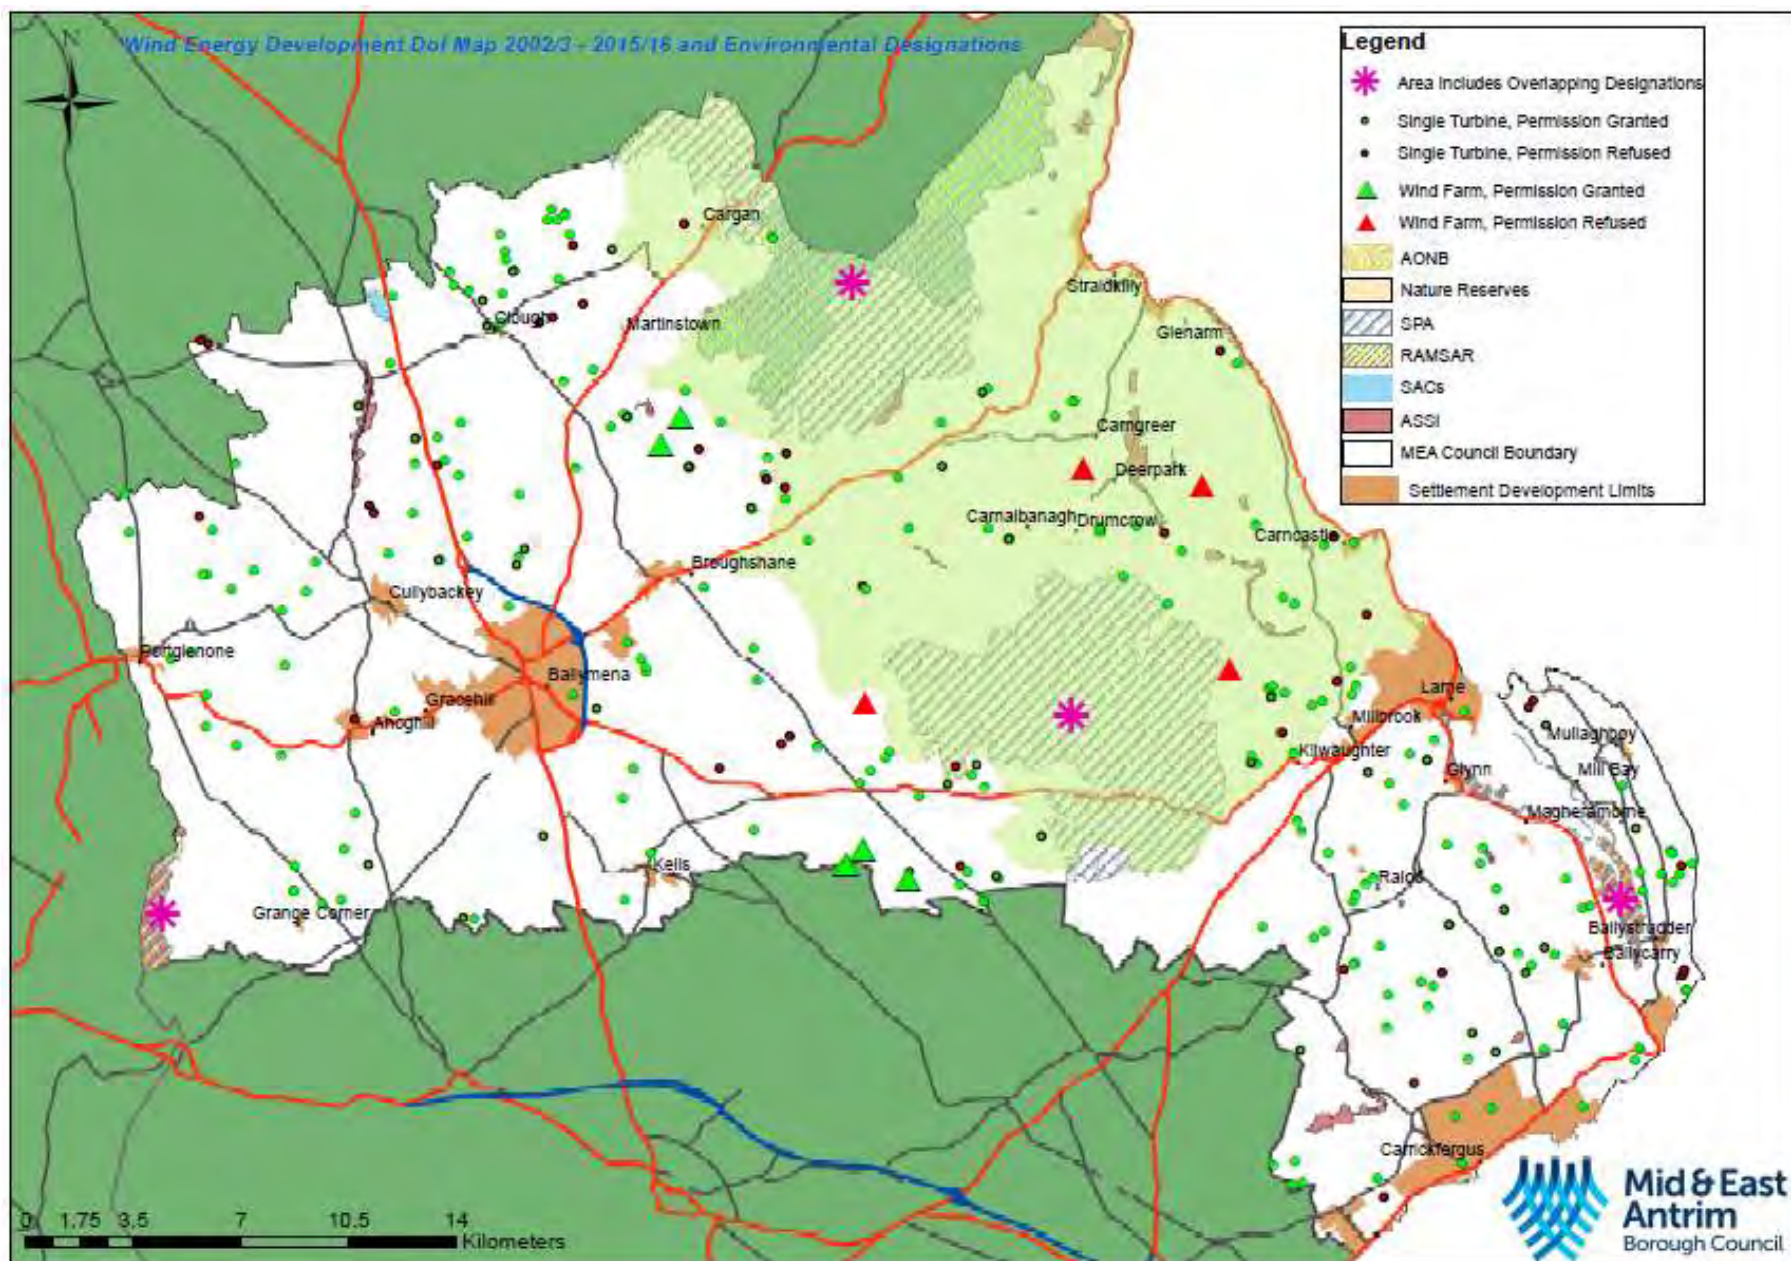 Wind Energy Development DoI Map 2002/3 - 2015/16 and Environmental Designations
N
Legend
Area Includes Overlapping Designations
Single Turbine, Permission Granted
Single Turbine, Permission Refused
Wind Farm, Permission Granted
Wind Farm, Permission Refused
AONB
Nature Reserves
SPA
RAMSAR
SACs
ASSI
MEA Council Boundary
Settlement Development Limits
Cargan
Straidkilly
Clough
Martinstown
Glenarm
Carngreer
Deerpark
Carnalbanagh
Drumcrow
Carncastle
Broughshane
Cullybackey
Portglenone
Ballymena
Gracehill
Ahoghill
Larne
Millbrook
Mullaghboy
Kilwaughter
Glynn
Mill Bay
Magheramorne
Kells
Raloo
Grange Corner
Ballystradder
Ballycarry
Carrickfergus
0 1.75 3.5 7 10.5 14
Kilometers
Mid & East
Antrim
Borough Council